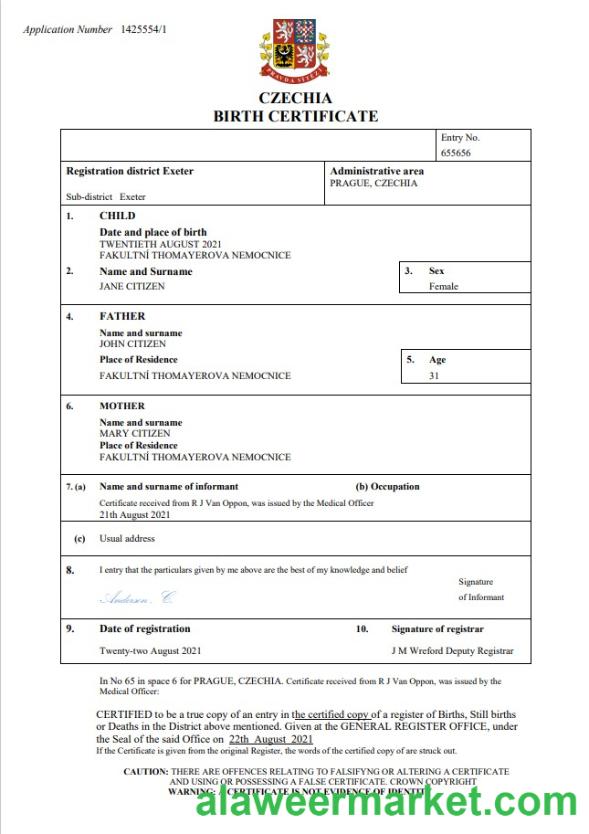 Application Number 1425554/1
PRAVDA VÍTĚZÍ
CZECHIA
BIRTH CERTIFICATE
Entry No.
655656
Registration district Exeter
Sub-district Exeter
Administrative area
PRAGUE, CZECHIA
1. CHILD
Date and place of birth
TWENTIETH AUGUST 2021
FAKULTNÍ THOMAYEROVA NEMOCNICE
2. Name and Surname
JANE CITIZEN
3. Sex
Female
4. FATHER
Name and surname
JOHN CITIZEN
Place of Residence
FAKULTNÍ THOMAYEROVA NEMOCNICE
5. Age
31
6. MOTHER
Name and surname
MARY CITIZEN
Place of Residence
FAKULTNÍ THOMAYEROVA NEMOCNICE
7. (a) Name and surname of informant (b) Occupation
Certificate received from R J Van Oppon, was issued by the Medical Officer
21th August 2021
(c) Usual address
8. I entry that the particulars given by me above are the best of my knowledge and belief
Signature
of Informant
Anderson, C.
9. Date of registration 10. Signature of registrar
Twenty-two August 2021 J M Wreford Deputy Registrar
In No 65 in space 6 for PRAGUE, CZECHIA. Certificate received from R J Van Oppon, was issued by the
Medical Officer:
CERTIFIED to be a true copy of an entry in the certified copy of a register of Births, Still births
or Deaths in the District above mentioned. Given at the GENERAL REGISTER OFFICE, under
the Seal of the said Office on 22th August 2021
If the Certificate is given from the original Register, the words of the certified copy of are struck out.
CAUTION: THERE ARE OFFENCES RELATING TO FALSIFYNG OR ALTERING A CERTIFICATE
AND USING OR POSSESSING A FALSE CERTIFICATE. CROWN COPYRIGHT
WARNING: A CERTIFICATE IS NOT EVIDENCE OF IDENTITY
alaweermarket.com